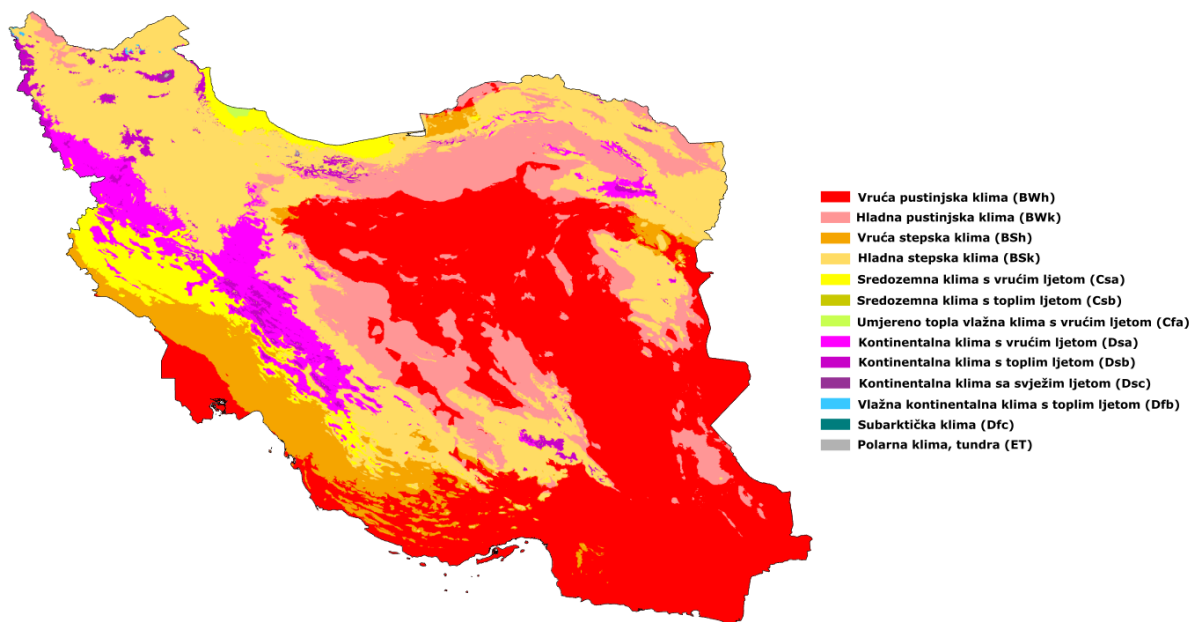 Vruća pustinjska klima (BWh)
Hladna pustinjska klima (BWk)
Vruća stepska klima (BSh)
Hladna stepska klima (BSk)
Sredozemna klima s vrućim ljetom (Csa)
Sredozemna klima s toplim ljetom (Csb)
Umjereno topla vlažna klima s vrućim ljetom (Cfa)
Kontinentalna klima s vrućim ljetom (Dsa)
Kontinentalna klima s toplim ljetom (Dsb)
Kontinentalna klima sa svježim ljetom (Dsc)
Vlažna kontinentalna klima s toplim ljetom (Dfb)
Subarktička klima (Dfc)
Polarna klima, tundra (ET)